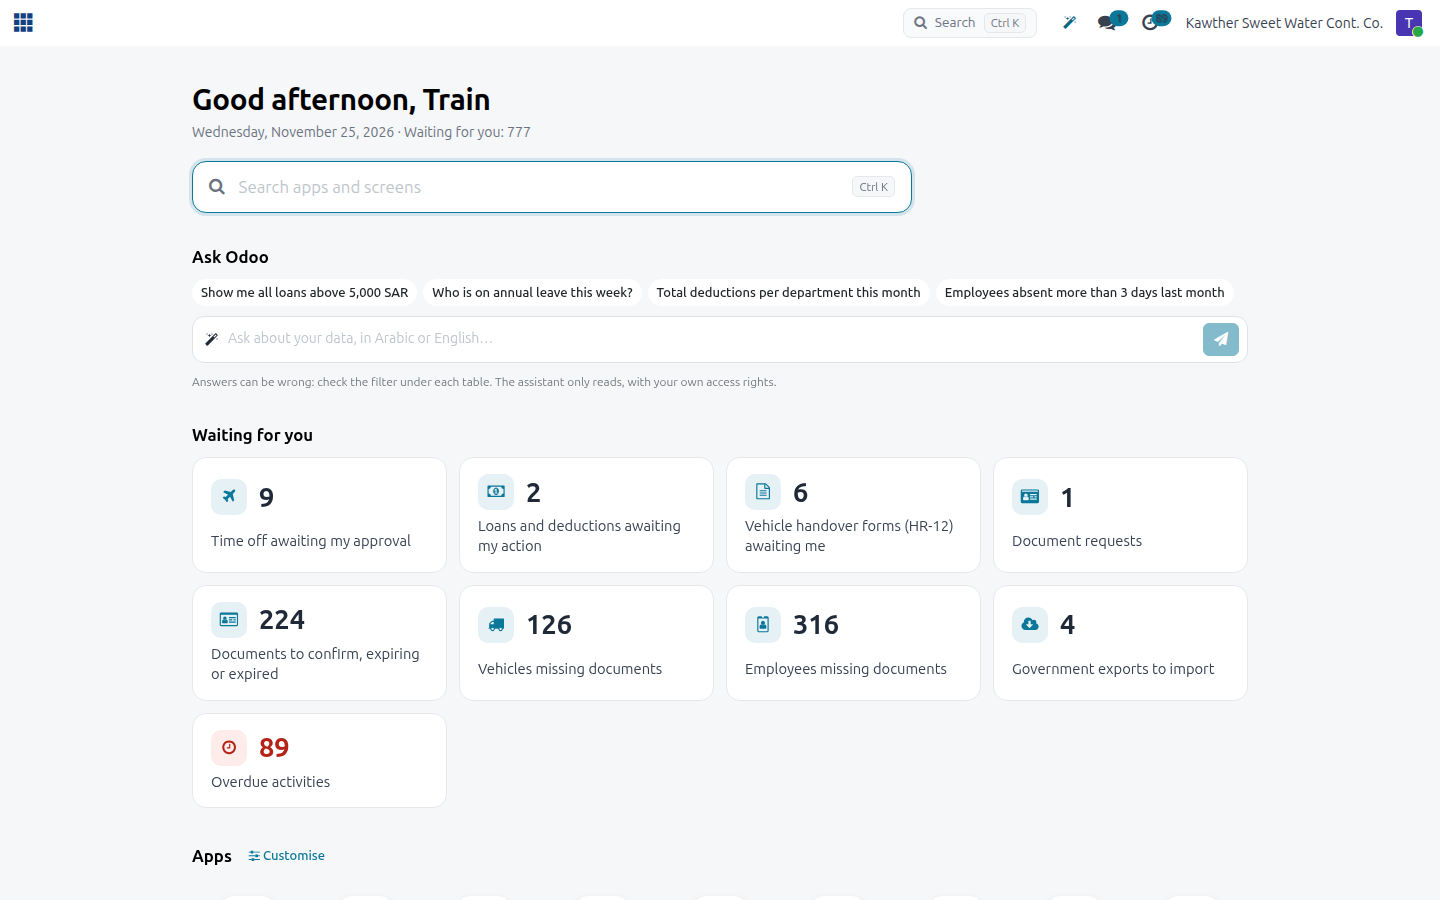 Search Ctrl K
1
89
Kawther Sweet Water Cont. Co.
T
Good afternoon, Train
Wednesday, November 25, 2026 · Waiting for you: 777
Search apps and screens
Ctrl K
Ask Odoo
Show me all loans above 5,000 SAR
Who is on annual leave this week?
Total deductions per department this month
Employees absent more than 3 days last month
Ask about your data, in Arabic or English…
Answers can be wrong: check the filter under each table. The assistant only reads, with your own access rights.
Waiting for you
9
Time off awaiting my approval
2
Loans and deductions awaiting
my action
6
Vehicle handover forms (HR-12)
awaiting me
1
Document requests
224
Documents to confirm, expiring
or expired
126
Vehicles missing documents
316
Employees missing documents
4
Government exports to import
89
Overdue activities
Apps
Customise